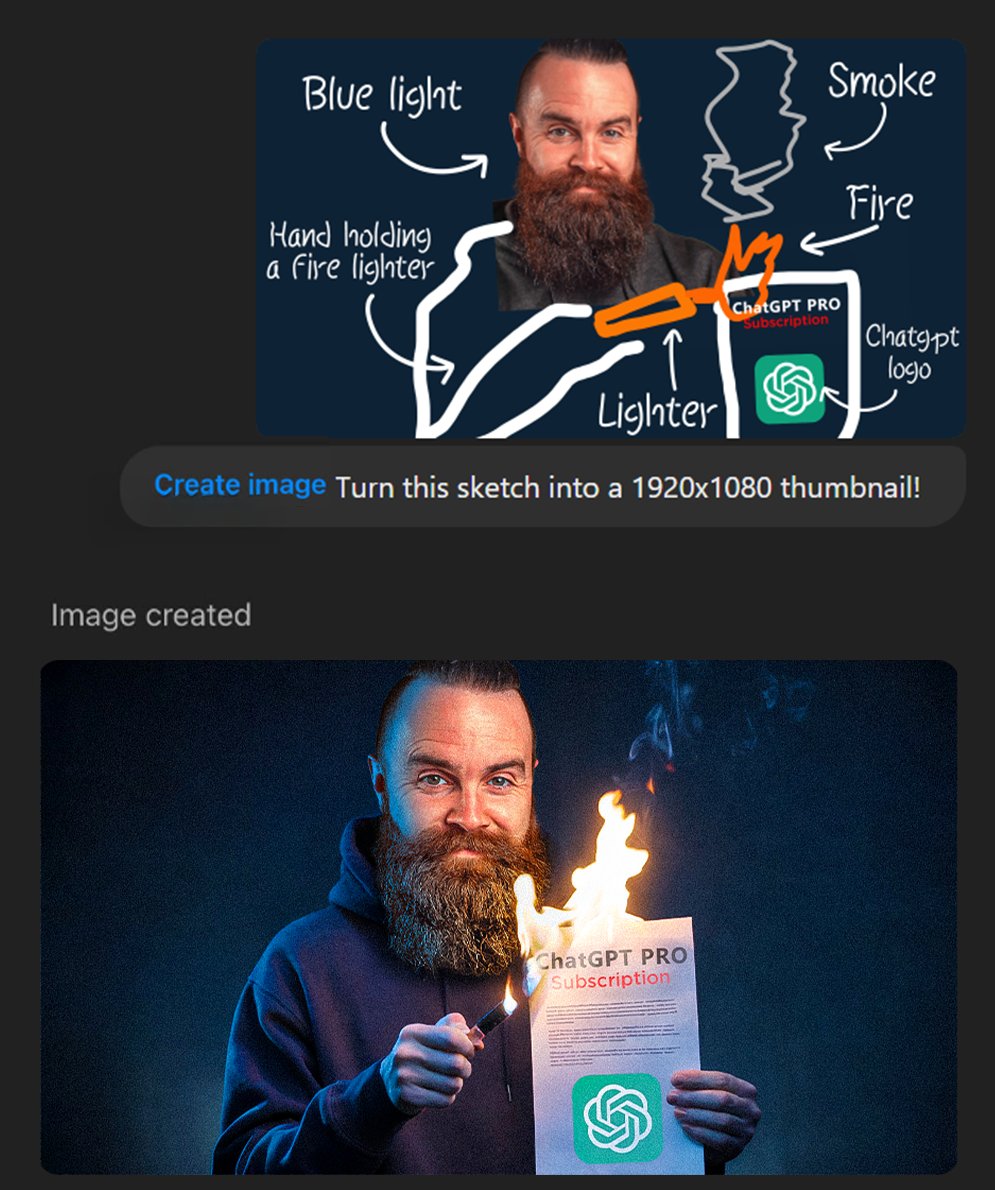 Blue light
Smoke
Fire
Hand holding
a fire lighter
ChatGPT PRO
Subscription
Chatgpt
logo
Lighter
Create image Turn this sketch into a 1920x1080 thumbnail!
Image created
ChatGPT PRO
Subscription